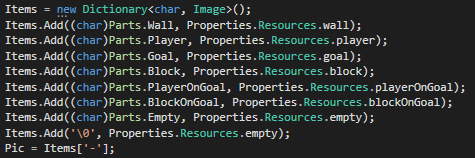 Items = new Dictionary<char, Image>();
Items.Add((char)Parts.Wall, Properties.Resources.wall);
Items.Add((char)Parts.Player, Properties.Resources.player);
Items.Add((char)Parts.Goal, Properties.Resources.goal);
Items.Add((char)Parts.Block, Properties.Resources.block);
Items.Add((char)Parts.PlayerOnGoal, Properties.Resources.playerOnGoal);
Items.Add((char)Parts.BlockOnGoal, Properties.Resources.blockOnGoal);
Items.Add((char)Parts.Empty, Properties.Resources.empty);
Items.Add('\0', Properties.Resources.empty);
Pic = Items['-'];